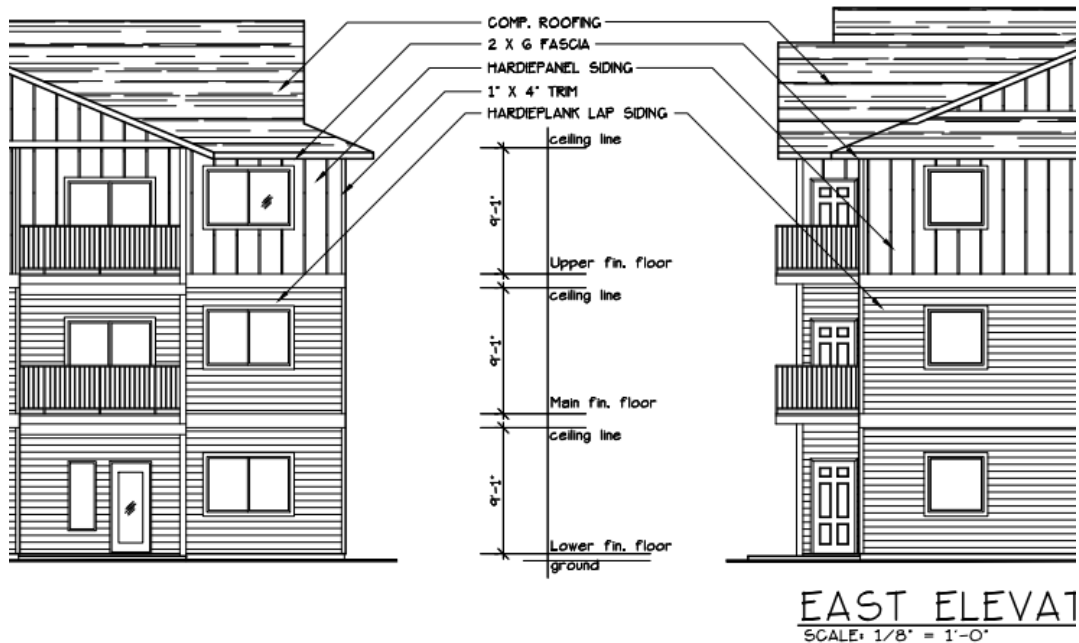 COMP. ROOFING
2 X 6 FASCIA
HARDIEPANEL SIDING
1" X 4" TRIM
HARDIEPLANK LAP SIDING
ceiling line
9'-1"
Upper fin. floor
ceiling line
9'-1"
Main fin. floor
ceiling line
9'-1"
Lower fin. floor
ground
EAST ELEVAT
SCALE: 1/8" = 1'-0"